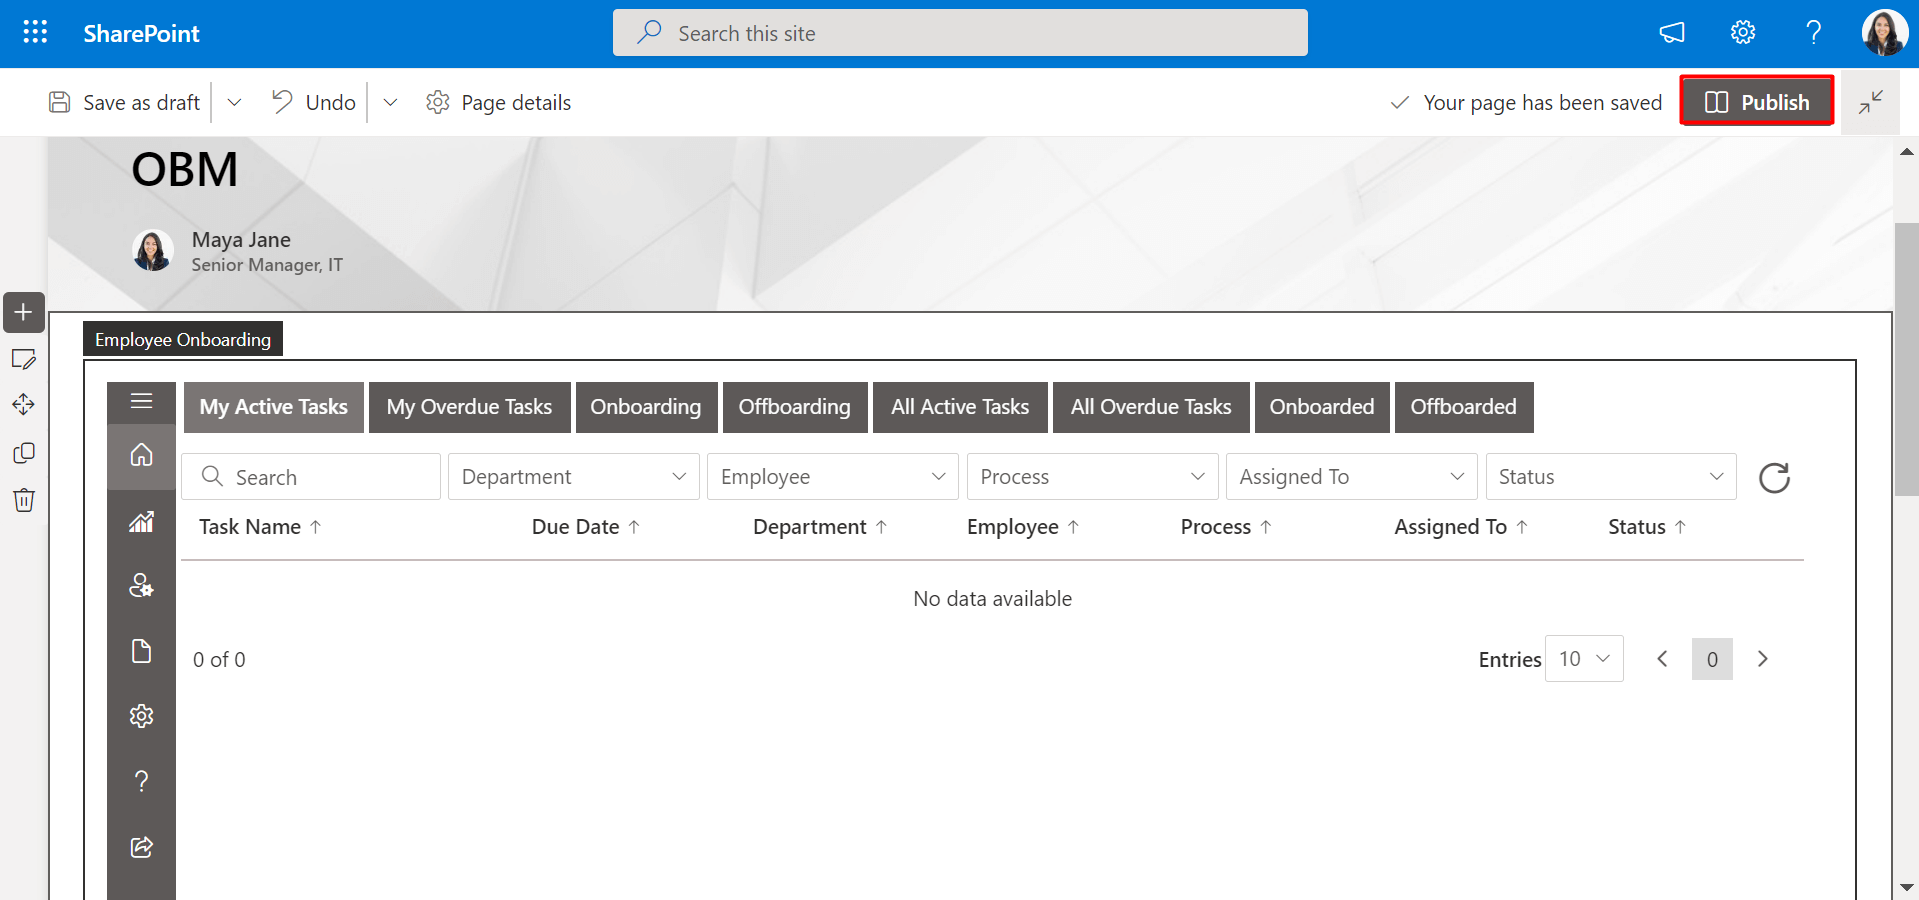 SharePoint
Search this site
Save as draft
Undo
Page details
Your page has been saved
Publish
OBM
Maya Jane
Senior Manager, IT
Employee Onboarding
My Active Tasks
My Overdue Tasks
Onboarding
Offboarding
All Active Tasks
All Overdue Tasks
Onboarded
Offboarded
Search
Department
Employee
Process
Assigned To
Status
Task Name ↑
Due Date ↑
Department ↑
Employee ↑
Process ↑
Assigned To ↑
Status ↑
No data available
0 of 0
Entries
10
0